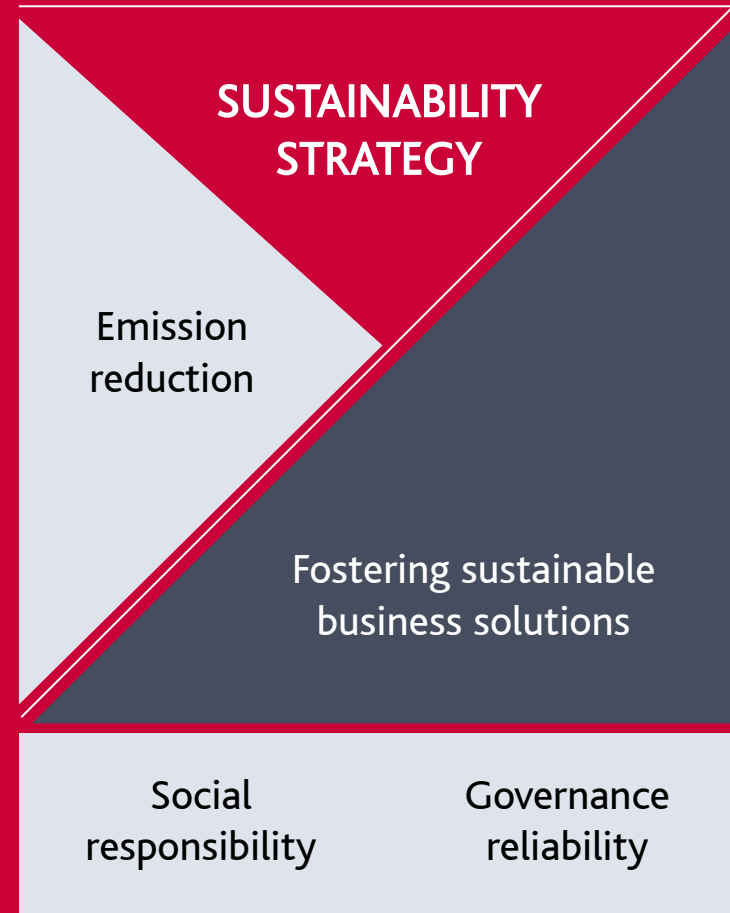 SUSTAINABILITY
STRATEGY
Emission
reduction
Fostering sustainable
business solutions
Social
responsibility
Governance
reliability